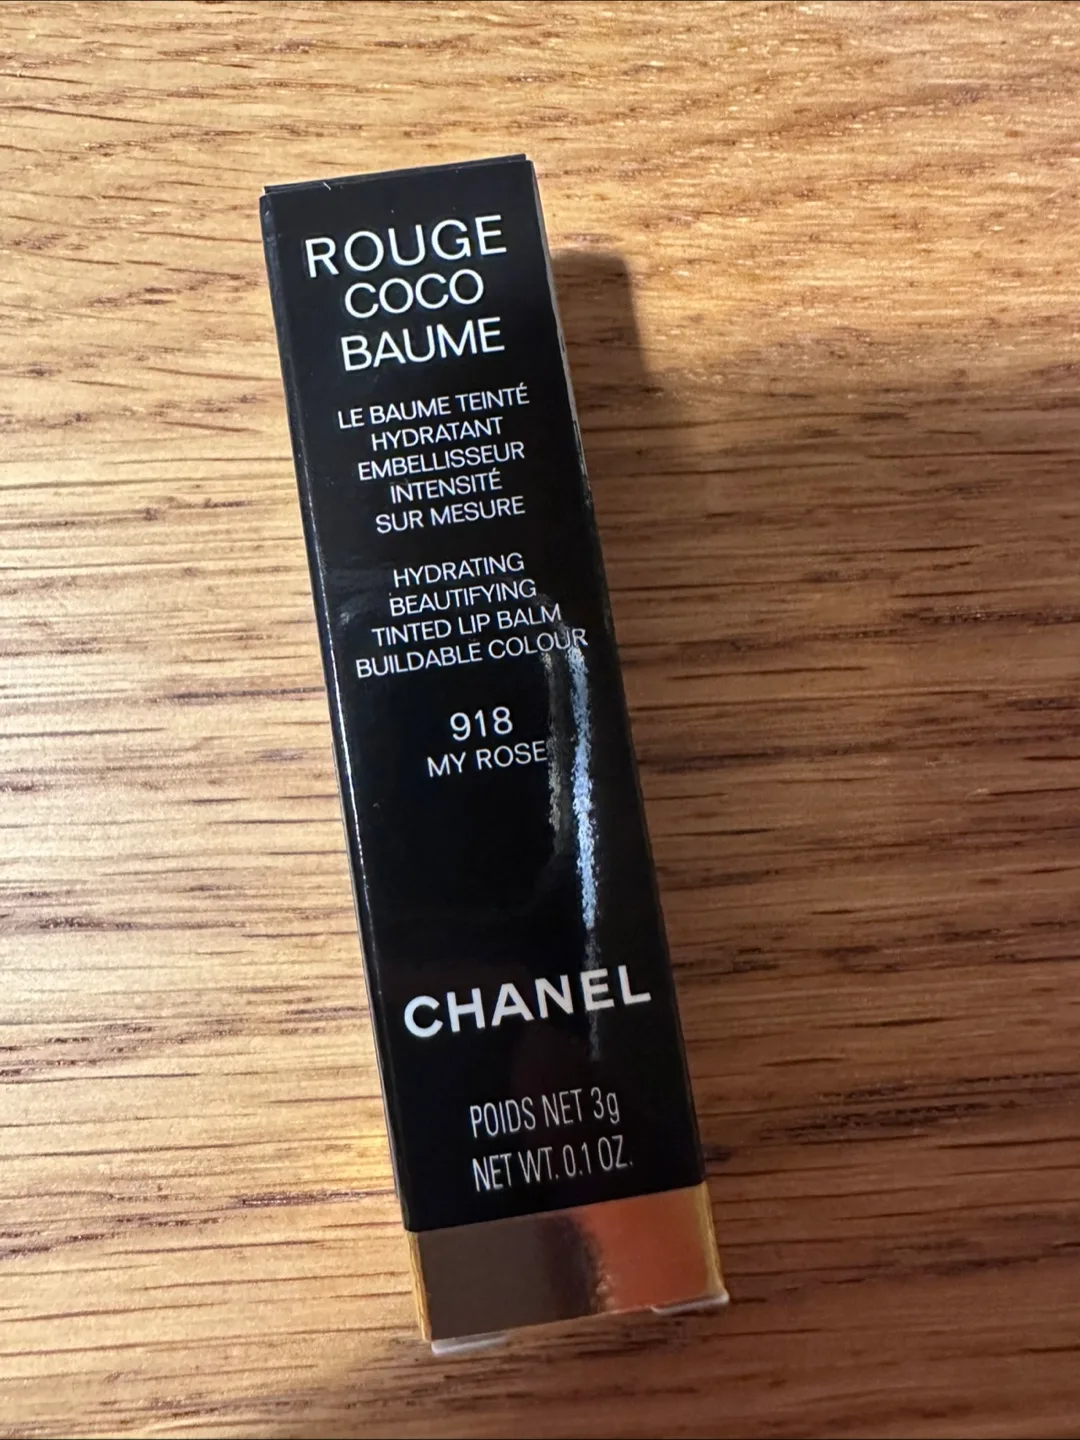 ROUGE
COCO
BAUME
LE BAUME TEINTÉ
HYDRATANT
EMBELLISSEUR
INTENSITÉ
SUR MESURE
HYDRATING
BEAUTIFYING
TINTED LIP BALM
BUILDABLE COLOUR
918
MY ROSE
CHANEL
POIDS NET 3g
NET WT. 0.1 OZ.